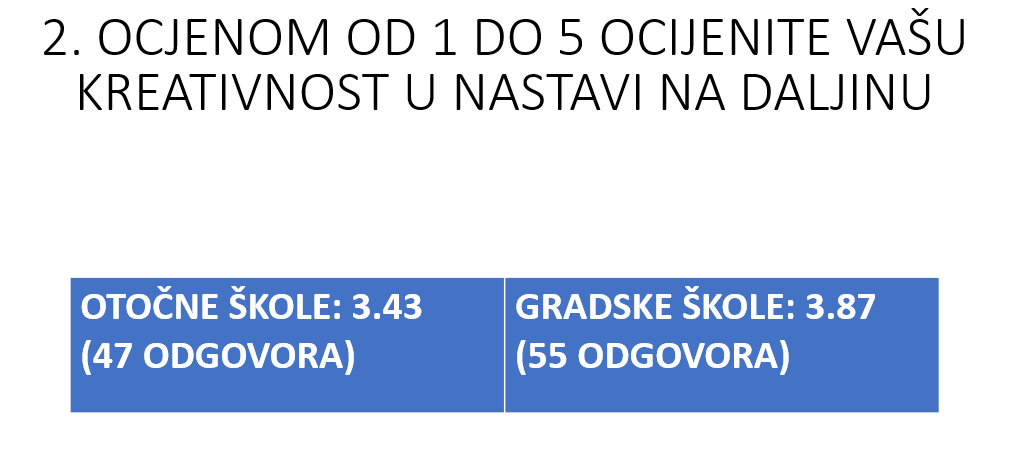 2. OCJENOM OD 1 DO 5 OCIJENITE VAŠU
KREATIVNOST U NASTAVI NA DALJINU
OTOČNE ŠKOLE: 3.43
(47 ODGOVORA)
GRADSKE ŠKOLE: 3.87
(55 ODGOVORA)